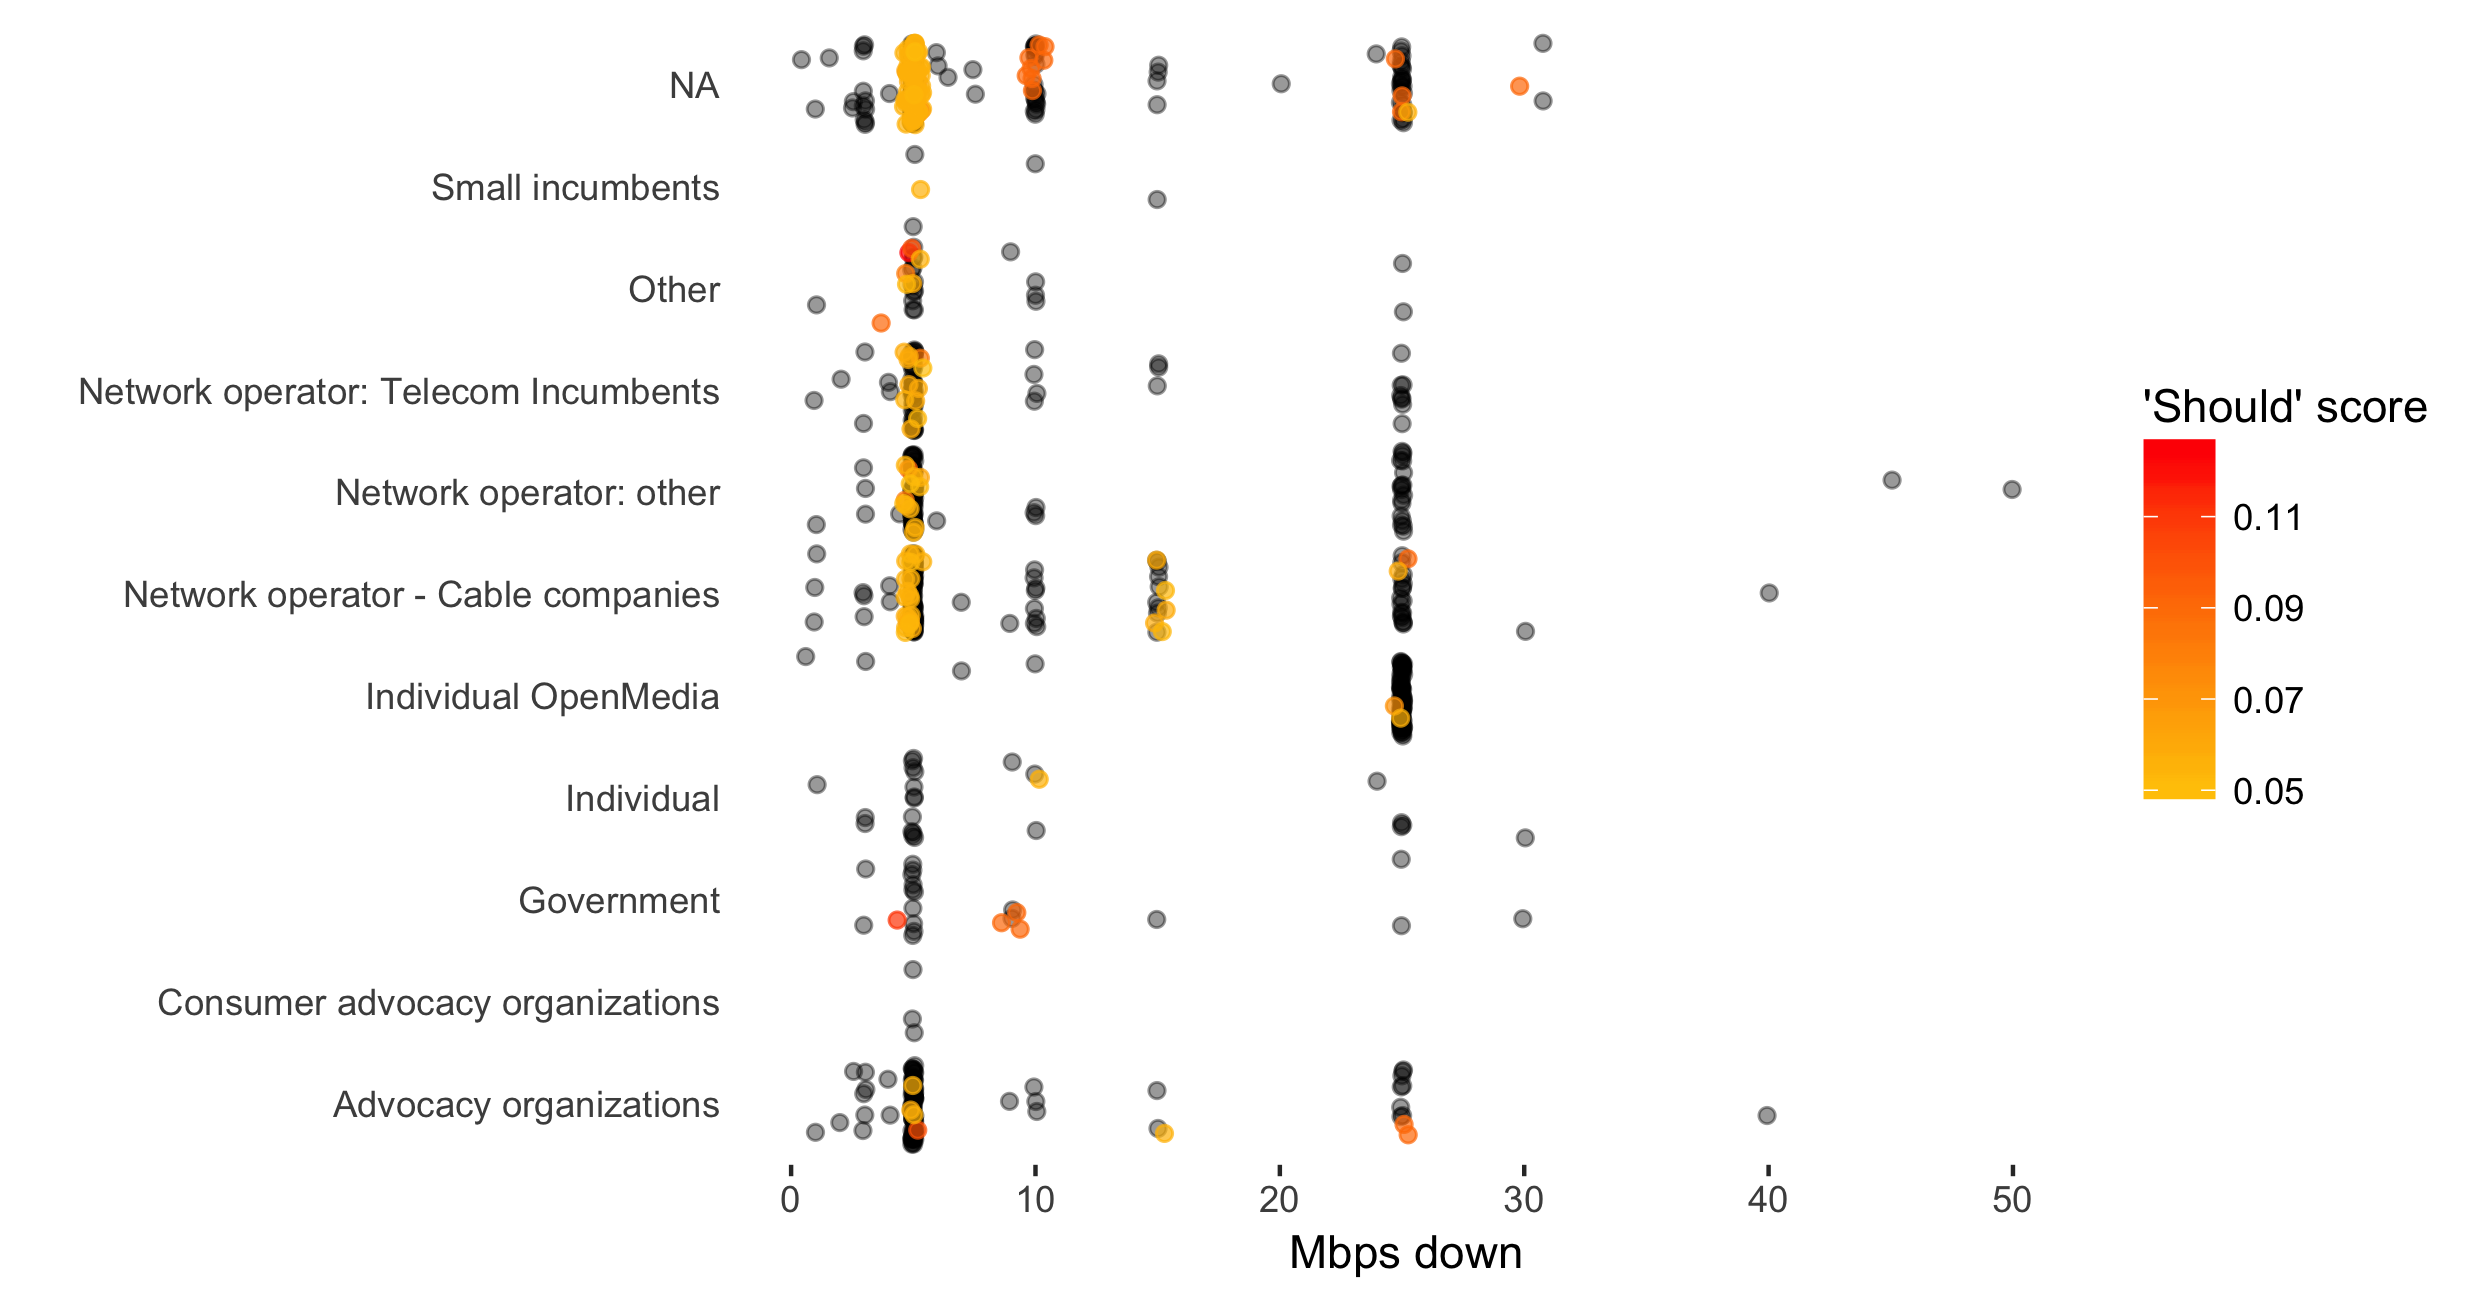 NA
Small incumbents
Other
Network operator: Telecom Incumbents
Network operator: other
Network operator - Cable companies
Individual OpenMedia
Individual
Government
Consumer advocacy organizations
Advocacy organizations
0 10 20 30 40 50
Mbps down
'Should' score
0.11
0.09
0.07
0.05